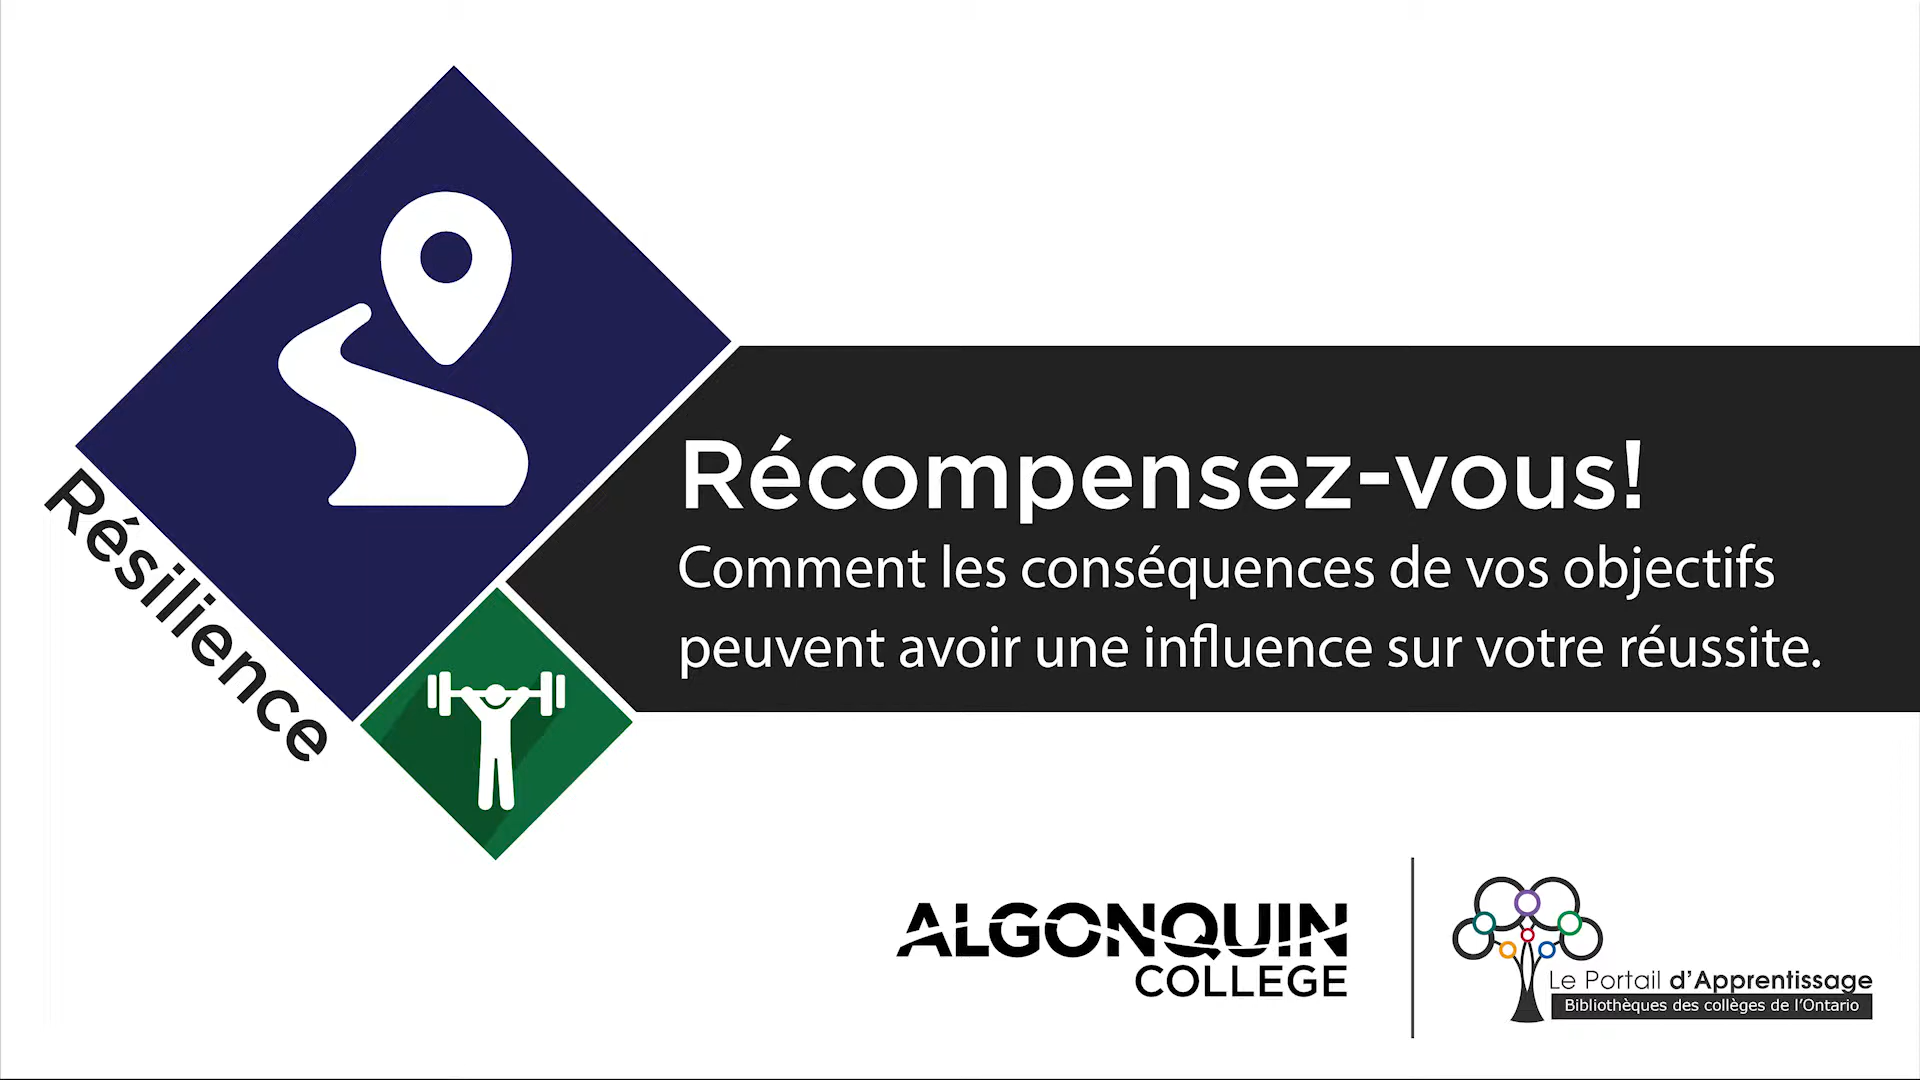 Résilience
Récompensez-vous!
Comment les conséquences de vos objectifs
peuvent avoir une influence sur votre réussite.
ALGONQUIN
COLLEGE
Le Portail d'Apprentissage
Bibliothèques des collèges de l'Ontario